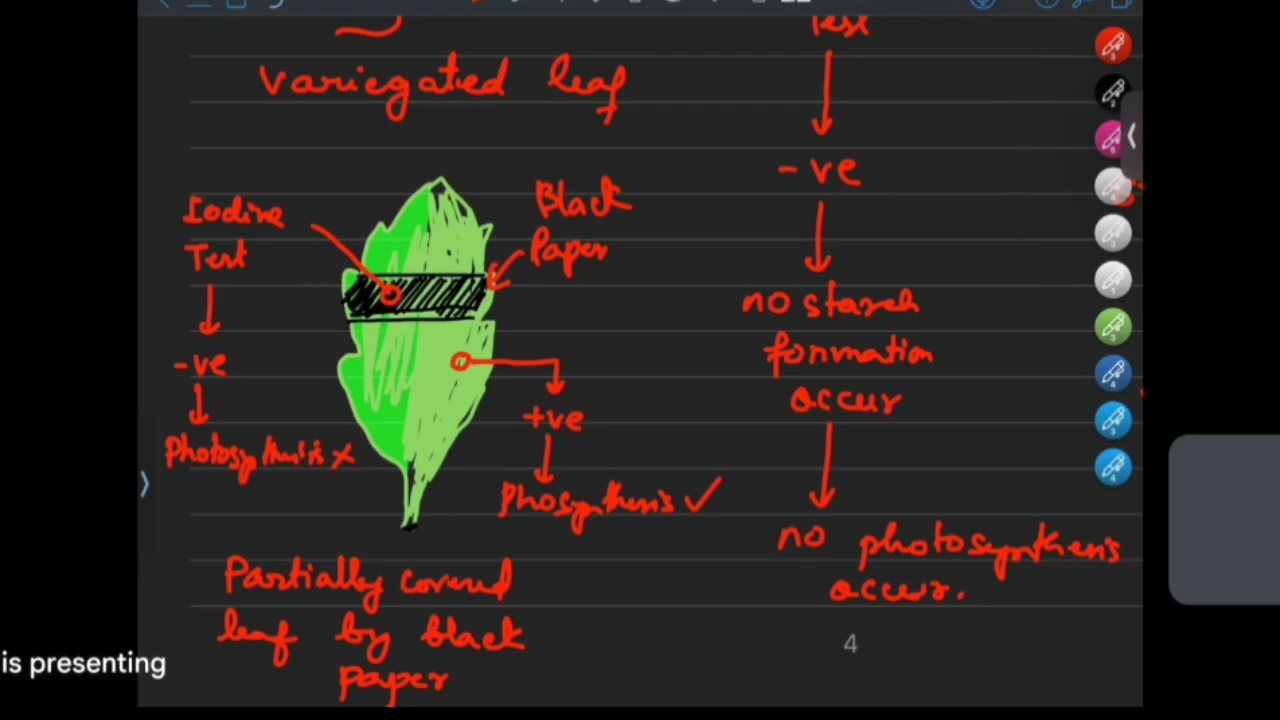 Test
Variegated leaf
-ve
Iodine
Test
Black
Paper
no starch
formation
occur
-ve
+ve
Photosynthesis x
Phosynthesis ✓
no photosynthesis
occur.
Partially covered
leaf by black
paper
4
is presenting